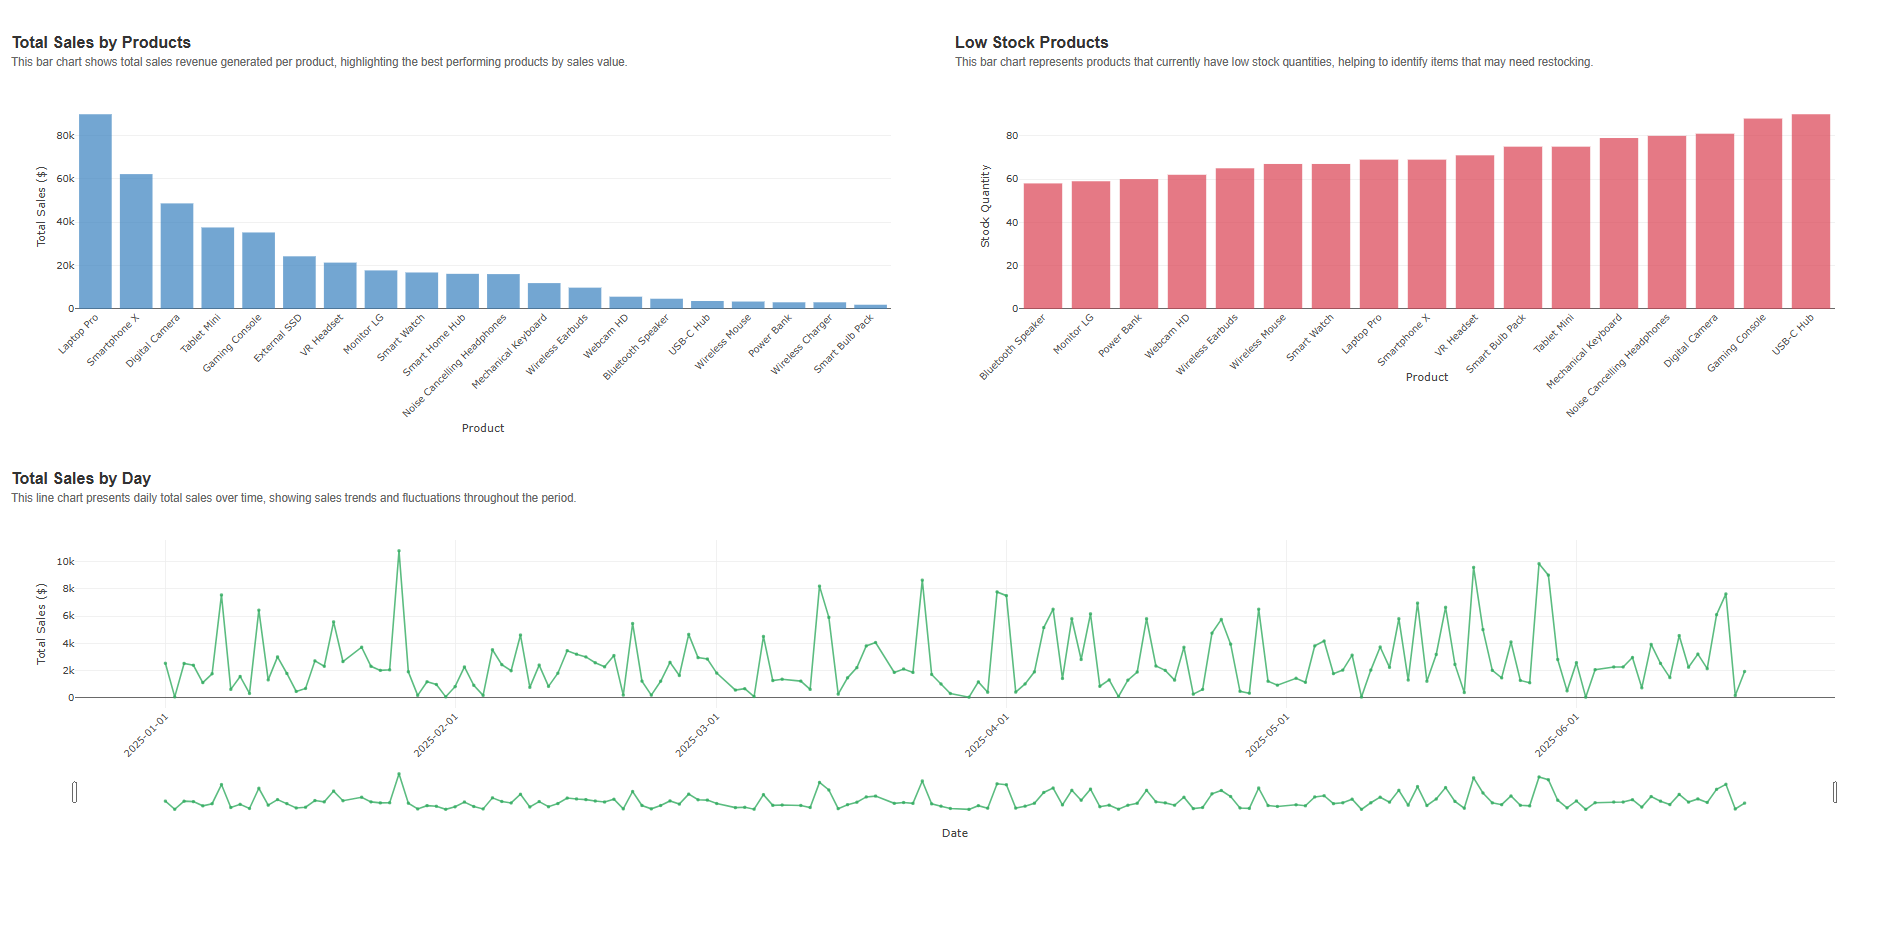 Total Sales by Products
This bar chart shows total sales revenue generated per product, highlighting the best performing products by sales value.
80k
60k
40k
20k
0
Total Sales ($)
Laptop Pro
Smartphone X
Digital Camera
Tablet Mini
Gaming Console
External SSD
VR Headset
Monitor LG
Smart Watch
Smart Home Hub
Noise Cancelling Headphones
Mechanical Keyboard
Wireless Earbuds
Webcam HD
Bluetooth Speaker
USB-C Hub
Wireless Mouse
Power Bank
Wireless Charger
Smart Bulb Pack
Product
Low Stock Products
This bar chart represents products that currently have low stock quantities, helping to identify items that may need restocking.
80
60
40
20
0
Stock Quantity
Bluetooth Speaker
Monitor LG
Power Bank
Webcam HD
Wireless Earbuds
Wireless Mouse
Smart Watch
Laptop Pro
Smartphone X
VR Headset
Smart Bulb Pack
Tablet Mini
Mechanical Keyboard
Noise Cancelling Headphones
Digital Camera
Gaming Console
USB-C Hub
Product
Total Sales by Day
This line chart presents daily total sales over time, showing sales trends and fluctuations throughout the period.
10k
8k
6k
4k
2k
0
Total Sales ($)
2025-01-01
2025-02-01
2025-03-01
2025-04-01
2025-05-01
2025-06-01
Date